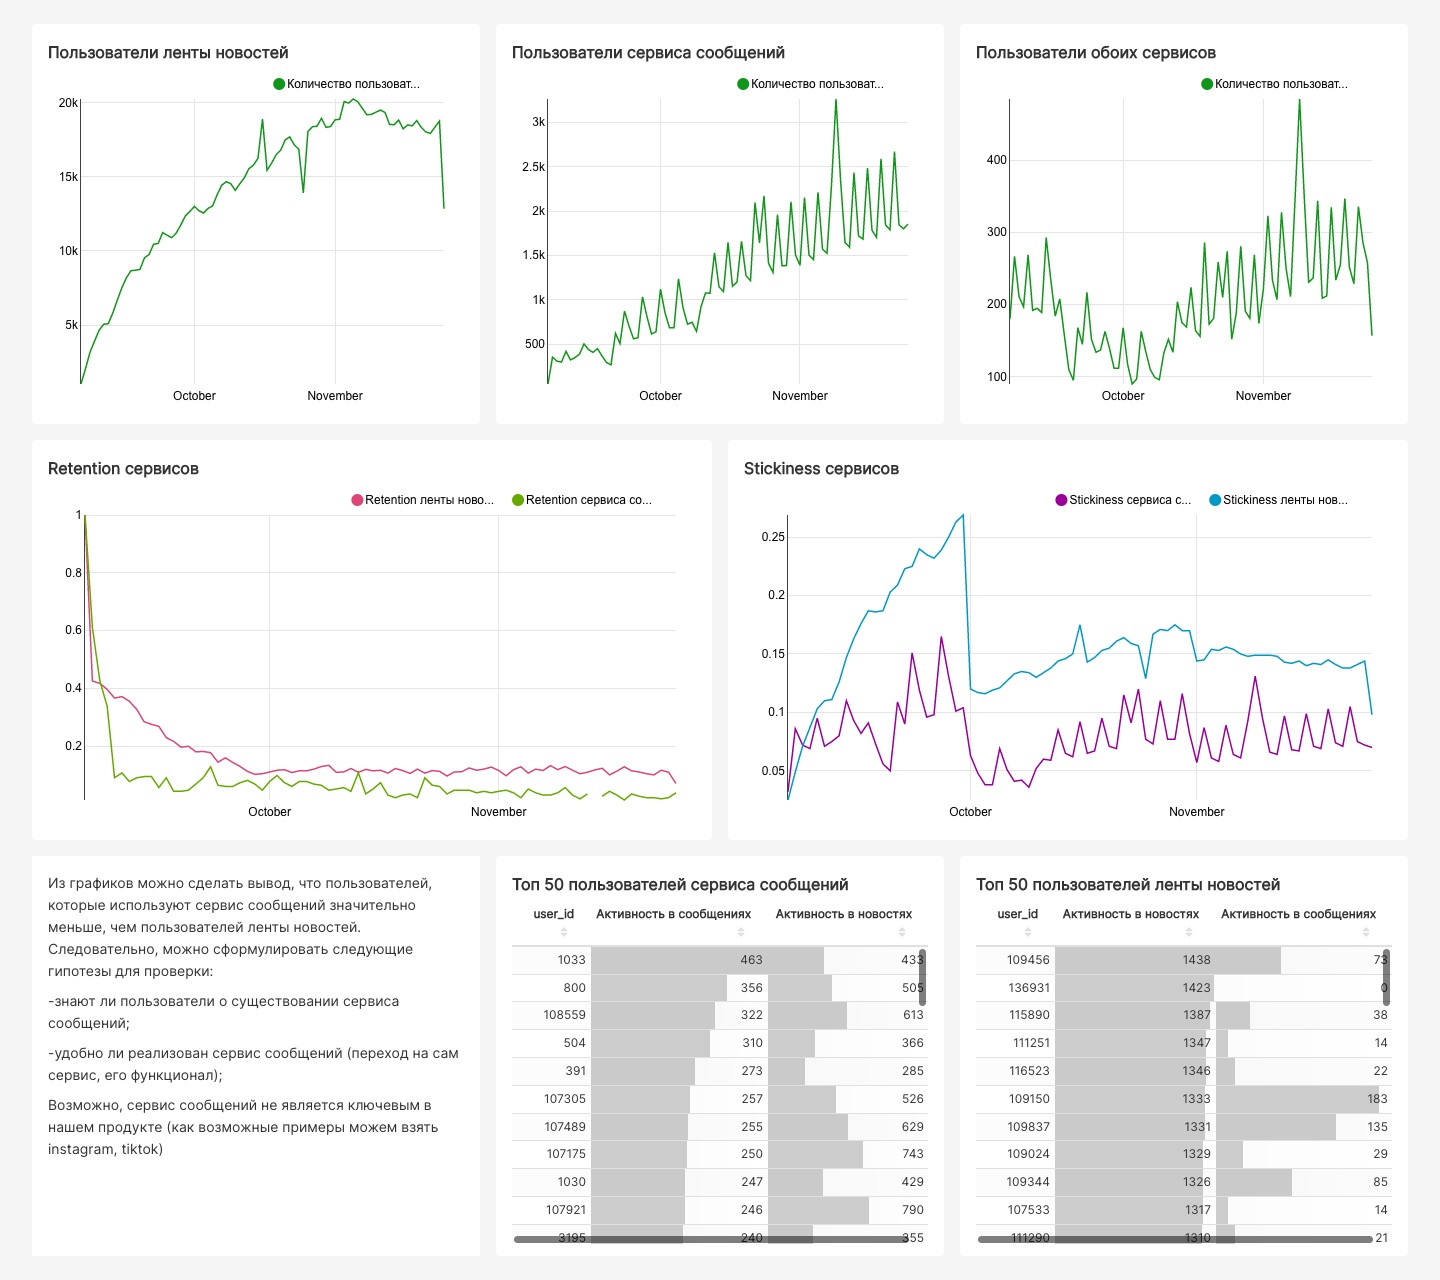 Пользователи ленты новостей
Количество пользоват...
20k
15k
10k
5k
October
November
Пользователи сервиса сообщений
Количество пользоват...
3k
2.5k
2k
1.5k
1k
500
October
November
Пользователи обоих сервисов
Количество пользоват...
400
300
200
100
October
November
Retention сервисов
Retention ленты ново...
Retention сервиса со...
1
0.8
0.6
0.4
0.2
October
November
Stickiness сервисов
Stickiness сервиса с...
Stickiness ленты нов...
0.25
0.2
0.15
0.1
0.05
October
November
Из графиков можно сделать вывод, что пользователей,
которые используют сервис сообщений значительно
меньше, чем пользователей ленты новостей.
Следовательно, можно сформулировать следующие
гипотезы для проверки:
-знают ли пользователи о существовании сервиса
сообщений;
-удобно ли реализован сервис сообщений (переход на сам
сервис, его функционал);
Возможно, сервис сообщений не является ключевым в
нашем продукте (как возможные примеры можем взять
instagram, tiktok)
Топ 50 пользователей сервиса сообщений
user_id Активность в сообщениях Активность в новостях
1033 463 433
800 356 505
108559 322 613
504 310 366
391 273 285
107305 257 526
107489 255 629
107175 250 743
1030 247 429
107921 246 790
3195 240 355
Топ 50 пользователей ленты новостей
user_id Активность в новостях Активность в сообщениях
109456 1438 73
136931 1423 0
115890 1387 38
111251 1347 14
116523 1346 22
109150 1333 183
109837 1331 135
109024 1329 29
109344 1326 85
107533 1317 14
111290 1310 21